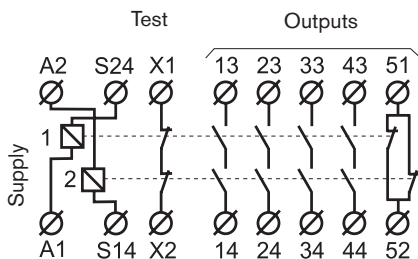 Test Outputs
A2 S24 X1 13 23 33 43 51
1
2
Supply
A1 S14 X2 14 24 34 44 52